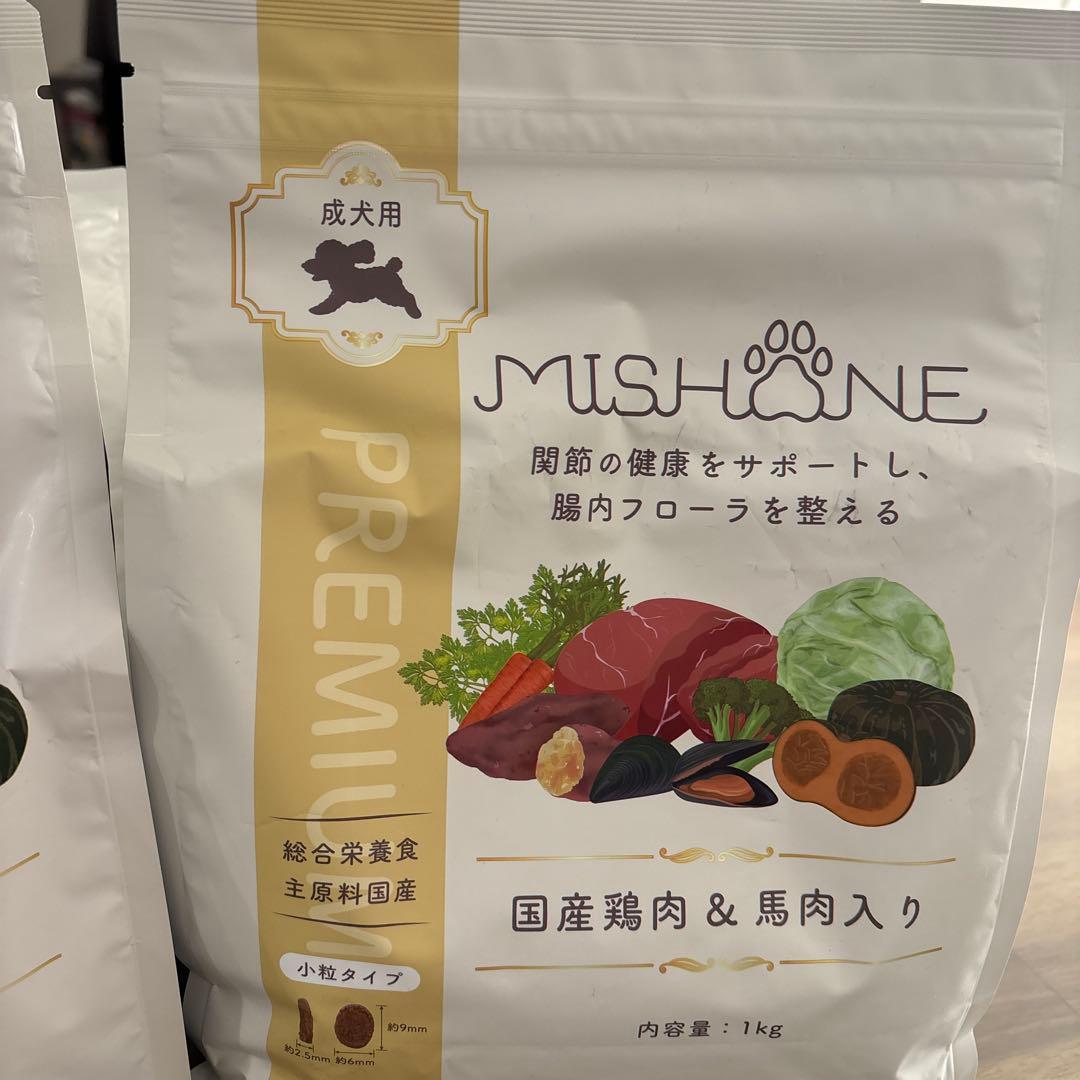 成犬用
MISHONE
関節の健康をサポートし、
腸内フローラを整える
PREMIUM
総合栄養食
主原料国産
小粒タイプ
約9mm
約2.5mm
約6mm
国産鶏肉&馬肉入り
内容量:1kg